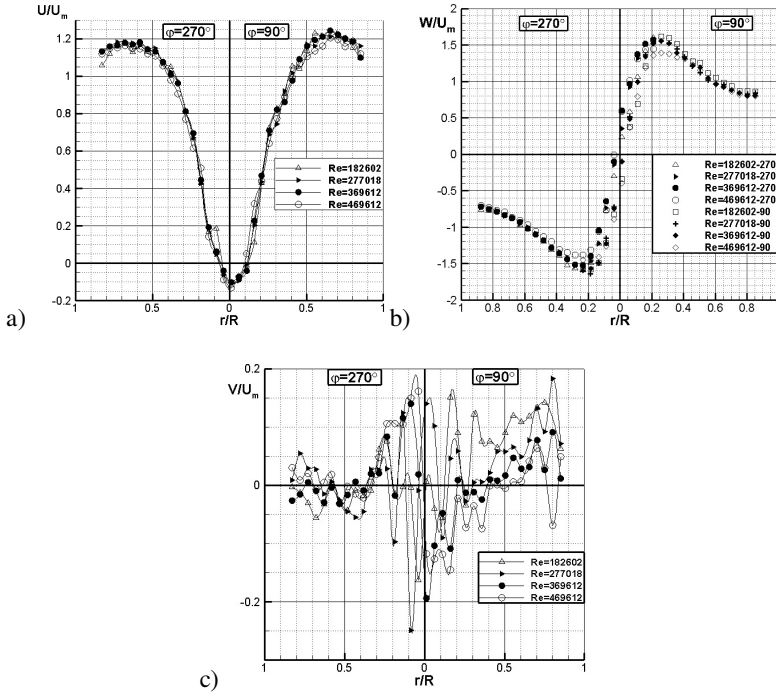 U/Um
φ=270° φ=90°
1.2
1
0.8
0.6
0.4
0.2
0
-0.2
Re=182602
Re=277018
Re=369612
Re=469612
1 0.5 0 0.5 1
r/R
a)
W/Um
φ=270° φ=90°
2
1.5
1
0.5
0
-0.5
-1
-1.5
-2
Re=182602-270
Re=277018-270
Re=369612-270
Re=469612-270
Re=182602-90
Re=277018-90
Re=369612-90
Re=469612-90
1 0.8 0.6 0.4 0.2 0 0.2 0.4 0.6 0.8
r/R
b)
V/Um
φ=270° φ=90°
0.2
0
-0.2
Re=182602
Re=277018
Re=369612
Re=469612
1 0.5 0 0.5 1
r/R
c)